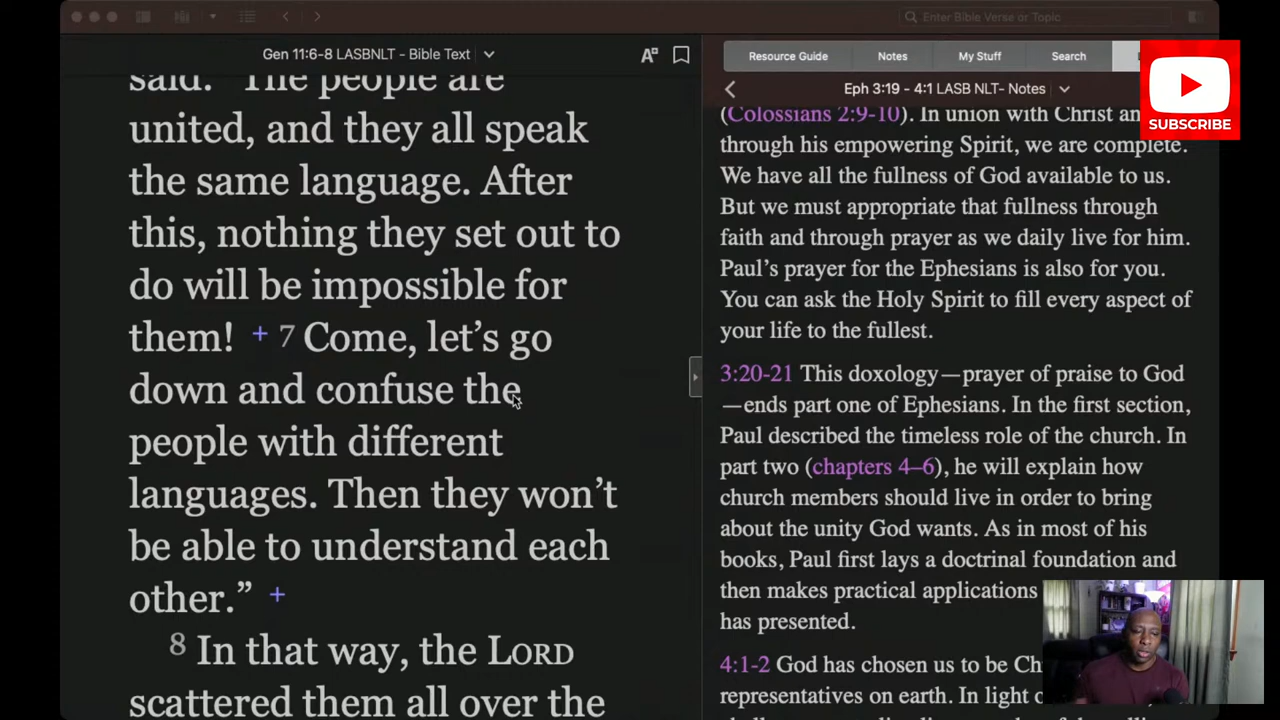 Enter Bible Verse or Topic
Gen 11:6-8 LASBNLT - Bible Text
said. "The people are
united, and they all speak
the same language. After
this, nothing they set out to
do will be impossible for
them! + 7 Come, let's go
down and confuse the
people with different
languages. Then they won't
be able to understand each
other." +
8 In that way, the LORD
scattered them all over the
Resource Guide Notes My Stuff Search
Eph 3:19 - 4:1 LASB NLT- Notes
(Colossians 2:9-10). In union with Christ an
through his empowering Spirit, we are complete.
We have all the fullness of God available to us.
But we must appropriate that fullness through
faith and through prayer as we daily live for him.
Paul's prayer for the Ephesians is also for you.
You can ask the Holy Spirit to fill every aspect of
your life to the fullest.
3:20-21 This doxology—prayer of praise to God
—ends part one of Ephesians. In the first section,
Paul described the timeless role of the church. In
part two (chapters 4–6), he will explain how
church members should live in order to bring
about the unity God wants. As in most of his
books, Paul first lays a doctrinal foundation and
then makes practical applications
has presented.
4:1-2 God has chosen us to be Ch
representatives on earth. In light
SUBSCRIBE